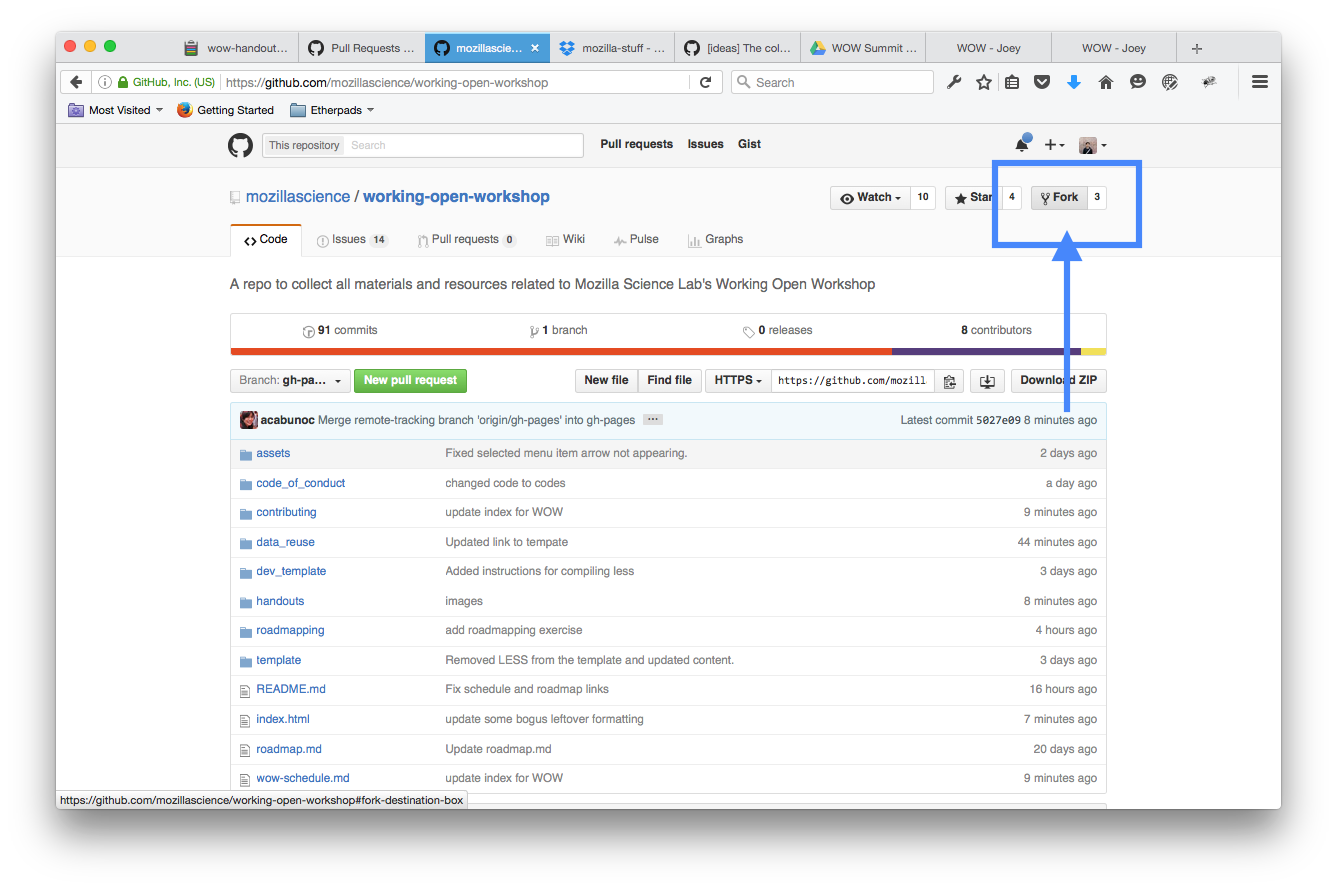 wow-handout... Pull Requests ... mozillascie... mozilla-stuff - ... [ideas] The col... WOW Summit ... WOW - Joey WOW - Joey
GitHub, Inc. (US) https://github.com/mozillascience/working-open-workshop Search
Most Visited Getting Started Etherpads
This repository Search Pull requests Issues Gist
mozillascience / working-open-workshop Watch 10 Star 4 Fork 3
Code Issues 14 Pull requests 0 Wiki Pulse Graphs
A repo to collect all materials and resources related to Mozilla Science Lab's Working Open Workshop
91 commits 1 branch 0 releases 8 contributors
Branch: gh-pa... New pull request New file Find file HTTPS https://github.com/mozill Download ZIP
acabunoc Merge remote-tracking branch 'origin/gh-pages' into gh-pages ... Latest commit 5027e09 8 minutes ago
assets Fixed selected menu item arrow not appearing. 2 days ago
code_of_conduct changed code to codes a day ago
contributing update index for WOW 9 minutes ago
data_reuse Updated link to tempate 44 minutes ago
dev_template Added instructions for compiling less 3 days ago
handouts images 8 minutes ago
roadmapping add roadmapping exercise 4 hours ago
template Removed LESS from the template and updated content. 3 days ago
README.md Fix schedule and roadmap links 16 hours ago
index.html update some bogus leftover formatting 7 minutes ago
roadmap.md Update roadmap.md 20 days ago
wow-schedule.md update index for WOW 9 minutes ago
https://github.com/mozillascience/working-open-workshop#fork-destination-box